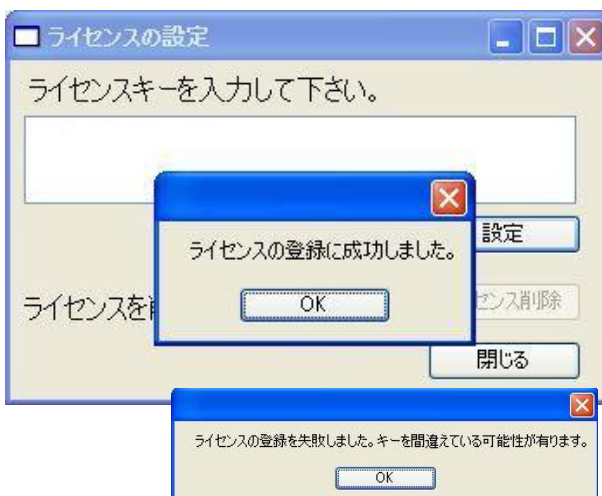 ライセンスの設定
ライセンスキーを入力して下さい。
ライセンスの登録に成功しました。
OK
設定
ライセンスを
センス削除
閉じる
ライセンスの登録を失敗しました。キーを間違えている可能性が有ります。
OK